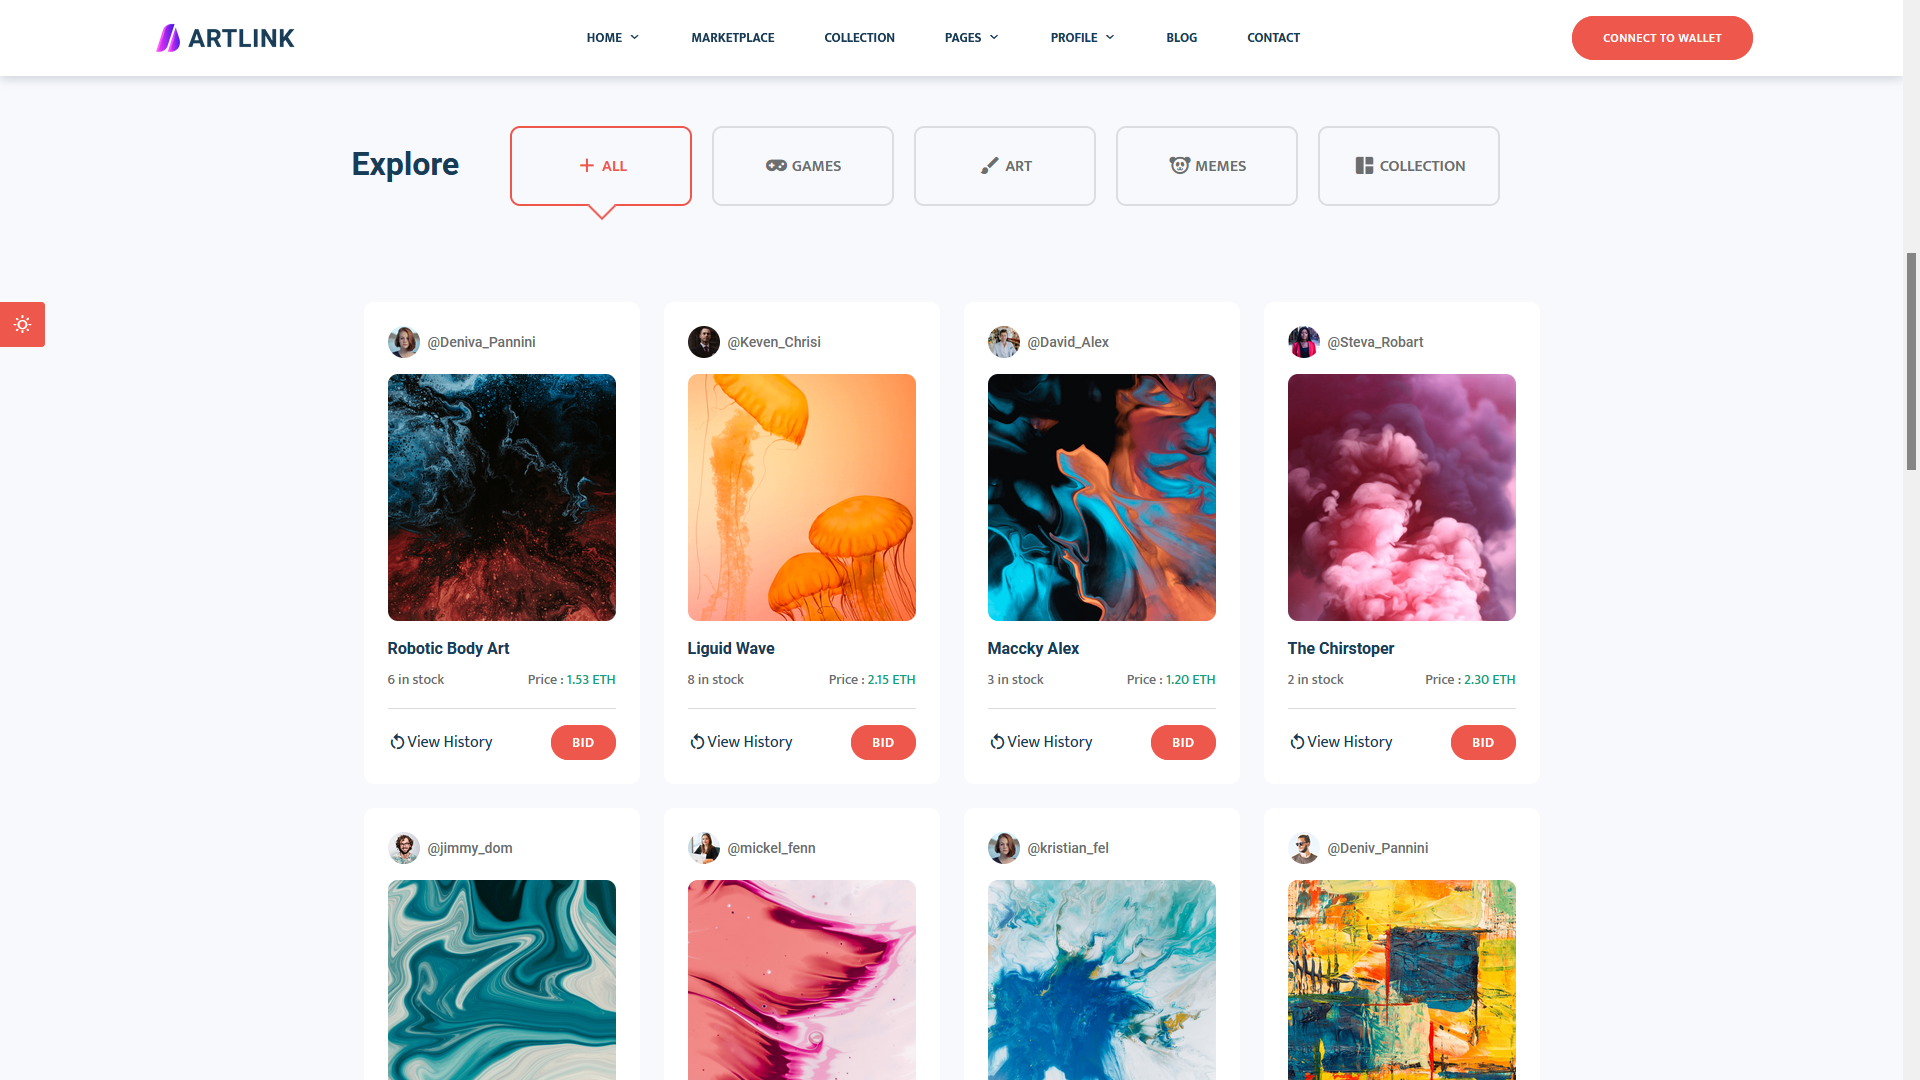 ARTLINK
HOME
MARKETPLACE
COLLECTION
PAGES
PROFILE
BLOG
CONTACT
CONNECT TO WALLET
Explore
ALL
GAMES
ART
MEMES
COLLECTION
@Deniva_Pannini
Robotic Body Art
6 in stock
Price : 1.53 ETH
View History
BID
@Keven_Chrisi
Liguid Wave
8 in stock
Price : 2.15 ETH
View History
BID
@David_Alex
Maccky Alex
3 in stock
Price : 1.20 ETH
View History
BID
@Steva_Robart
The Chirstoper
2 in stock
Price : 2.30 ETH
View History
BID
@jimmy_dom
@mickel_fenn
@kristian_fel
@Deniv_Pannini